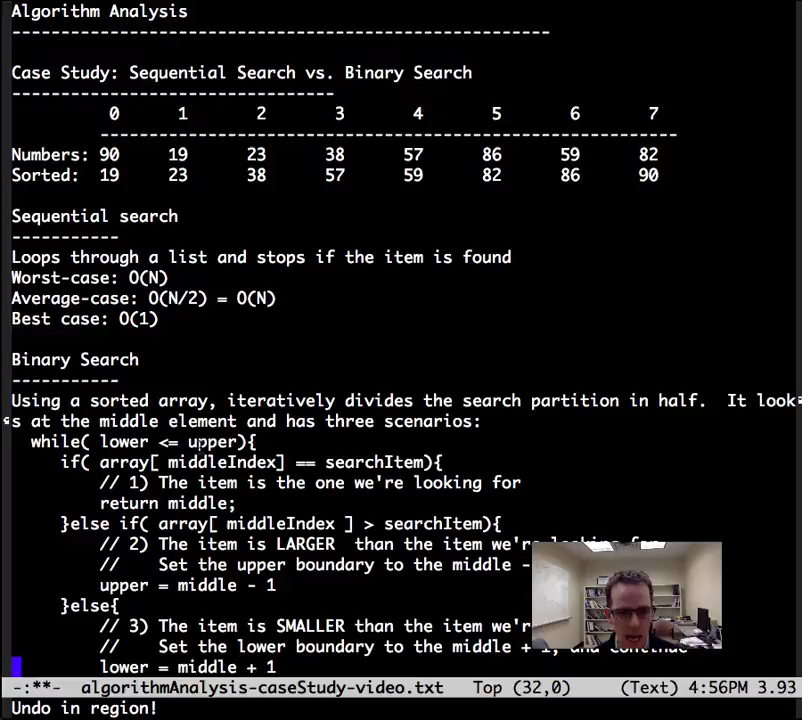 Algorithm Analysis
-------------------------------------------------------
Case Study: Sequential Search vs. Binary Search
---------------------------------
0 1 2 3 4 5 6 7
-----------------------------------------------------------
Numbers: 90 19 23 38 57 86 59 82
Sorted: 19 23 38 57 59 82 86 90
Sequential search
-----------
Loops through a list and stops if the item is found
Worst-case: O(N)
Average-case: O(N/2) = O(N)
Best case: O(1)
Binary Search
-----------
Using a sorted array, iteratively divides the search partition in half.  It look
s at the middle element and has three scenarios:
while( lower <= upper){
if( array[ middleIndex] == searchItem){
// 1) The item is the one we're looking for
return middle;
}else if( array[ middleIndex ] > searchItem){
// 2) The item is LARGER  than the item we're looking for
//    Set the upper boundary to the middle -
upper = middle - 1
}else{
// 3) The item is SMALLER than the item we'r
//    Set the lower boundary to the middle + 1, and continue
lower = middle + 1
-:**-  algorithmAnalysis-caseStudy-video.txt   Top (32,0)     (Text) 4:56PM 3.93
Undo in region!